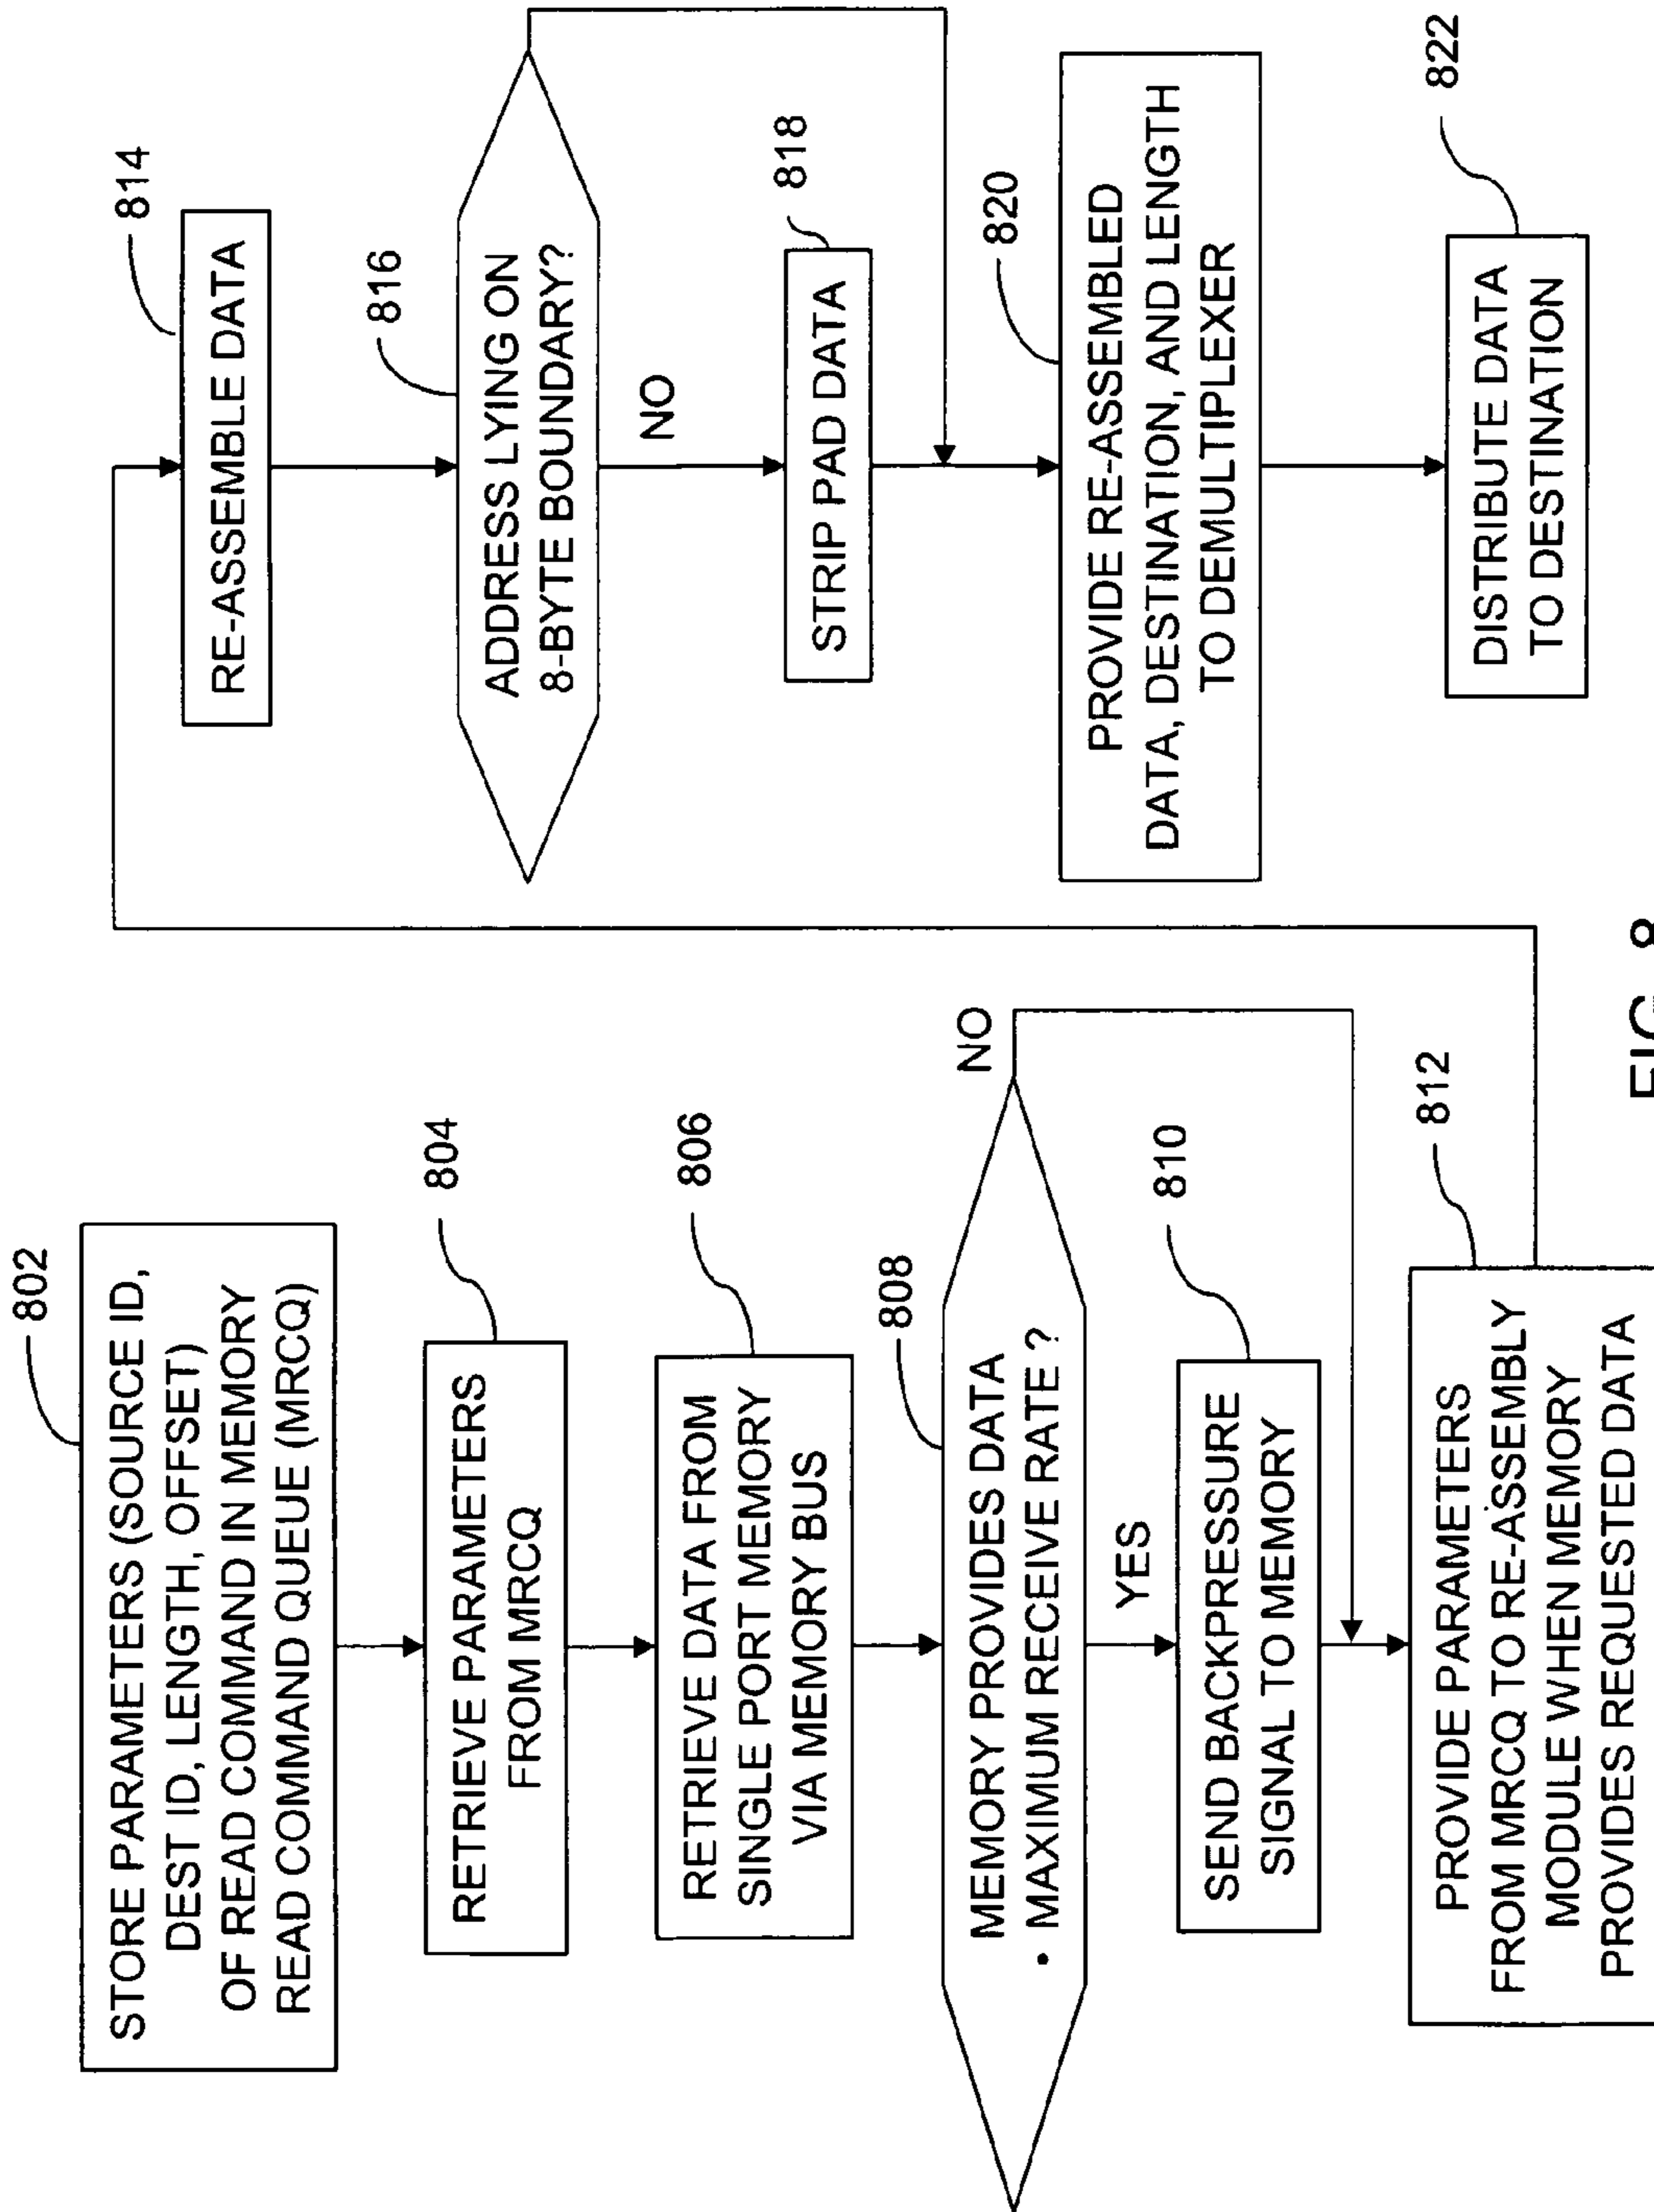 802
STORE PARAMETERS (SOURCE ID,
DEST ID, LENGTH, OFFSET)
OF READ COMMAND IN MEMORY
READ COMMAND QUEUE (MRCQ)
804
RETRIEVE PARAMETERS
FROM MRCQ
806
RETRIEVE DATA FROM
SINGLE PORT MEMORY
VIA MEMORY BUS
808
MEMORY PROVIDES DATA
• MAXIMUM RECEIVE RATE ?
NO
YES
810
SEND BACKPRESSURE
SIGNAL TO MEMORY
812
PROVIDE PARAMETERS
FROM MRCQ TO RE-ASSEMBLY
MODULE WHEN MEMORY
PROVIDES REQUESTED DATA
814
RE-ASSEMBLE DATA
816
ADDRESS LYING ON
8-BYTE BOUNDARY?
NO
818
STRIP PAD DATA
820
PROVIDE RE-ASSEMBLED
DATA, DESTINATION, AND LENGTH
TO DEMULTIPLEXER
822
DISTRIBUTE DATA
TO DESTINATION
FIG. 8